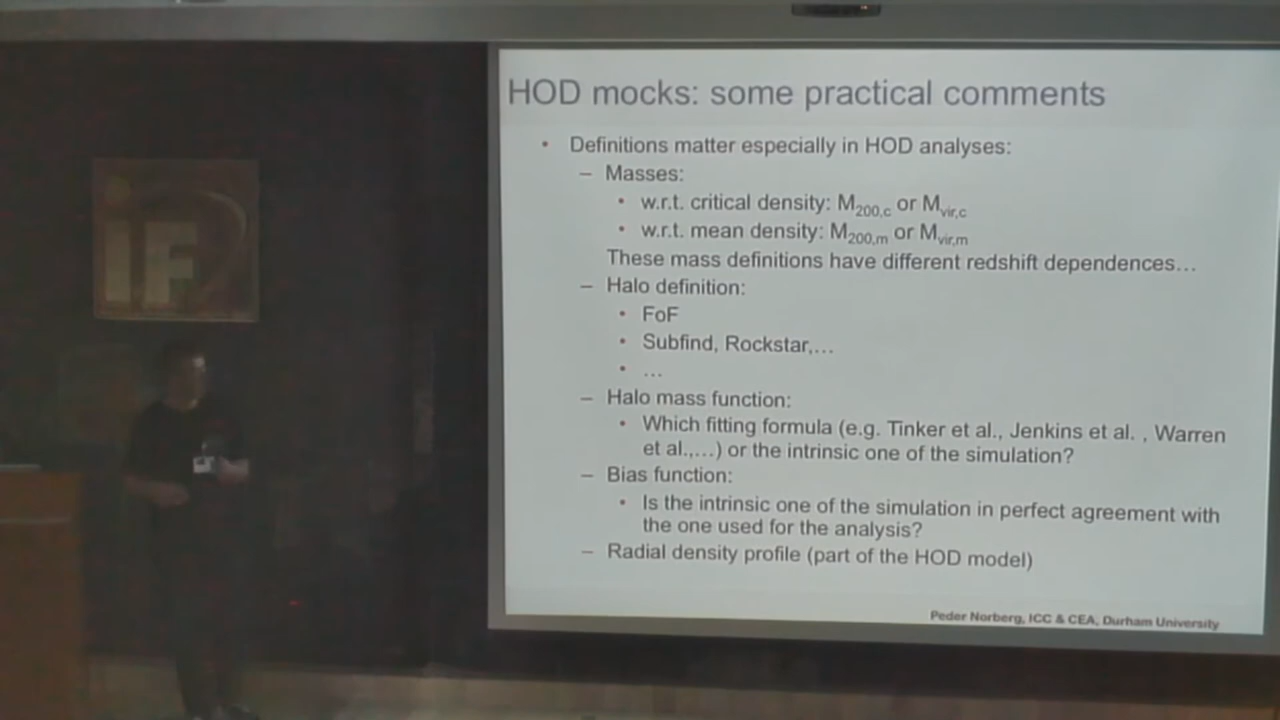 HOD mocks: some practical comments
• Definitions matter especially in HOD analyses:
– Masses:
• w.r.t. critical density: M200,c or Mvir,c
• w.r.t. mean density: M200,m or Mvir,m
These mass definitions have different redshift dependences…
– Halo definition:
• FoF
• Subfind, Rockstar,…
• …
– Halo mass function:
• Which fitting formula (e.g. Tinker et al., Jenkins et al. , Warren
et al.,…) or the intrinsic one of the simulation?
– Bias function:
• Is the intrinsic one of the simulation in perfect agreement with
the one used for the analysis?
– Radial density profile (part of the HOD model)
Peder Norberg, ICC & CEA, Durham University
iF